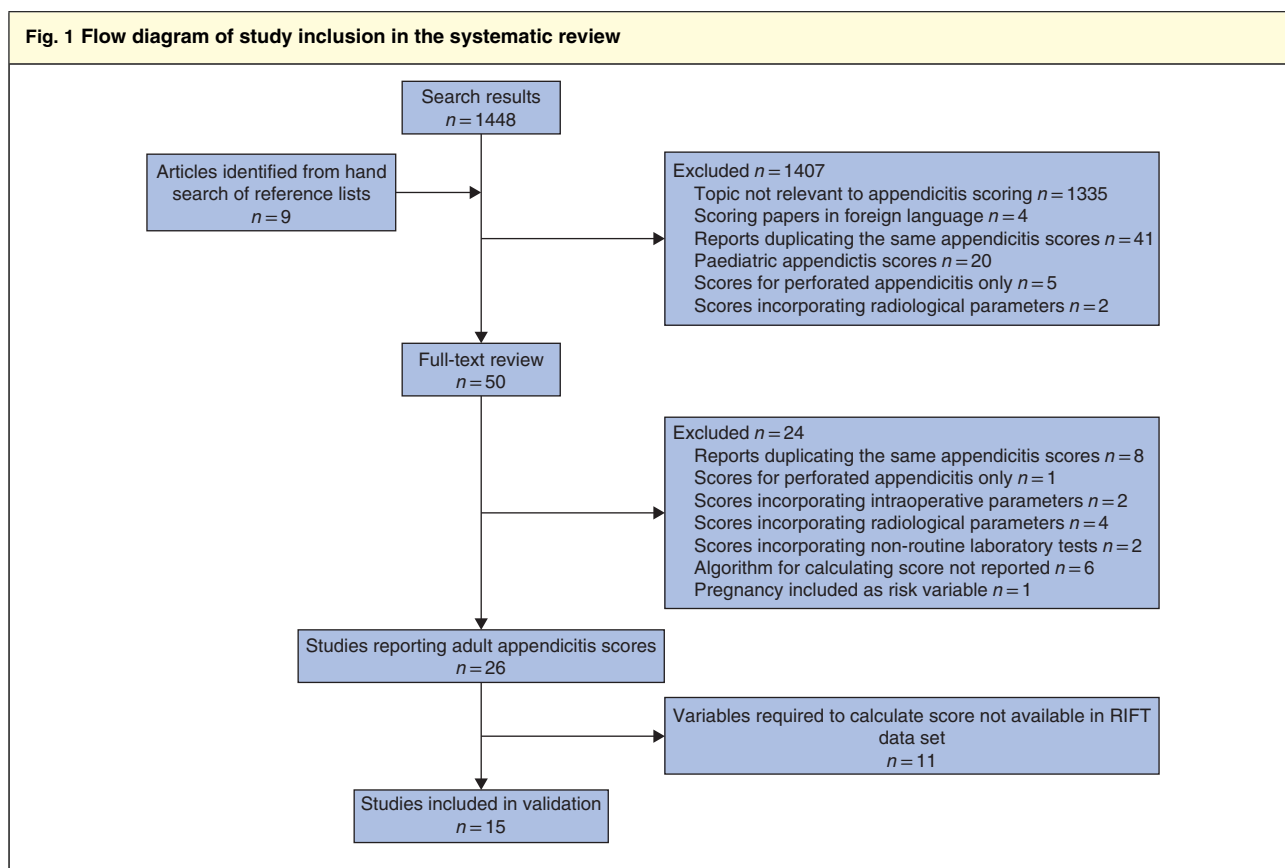 Fig. 1 Flow diagram of study inclusion in the systematic review
Search results
n = 1448
Articles identified from hand
search of reference lists
n = 9
Excluded n = 1407
Topic not relevant to appendicitis scoring n = 1335
Scoring papers in foreign language n = 4
Reports duplicating the same appendicitis scores n = 41
Paediatric appendictis scores n = 20
Scores for perforated appendicitis only n = 5
Scores incorporating radiological parameters n = 2
Full-text review
n = 50
Excluded n = 24
Reports duplicating the same appendicitis scores n = 8
Scores for perforated appendicitis only n = 1
Scores incorporating intraoperative parameters n = 2
Scores incorporating radiological parameters n = 4
Scores incorporating non-routine laboratory tests n = 2
Algorithm for calculating score not reported n = 6
Pregnancy included as risk variable n = 1
Studies reporting adult appendicitis scores
n = 26
Variables required to calculate score not available in RIFT
data set
n = 11
Studies included in validation
n = 15